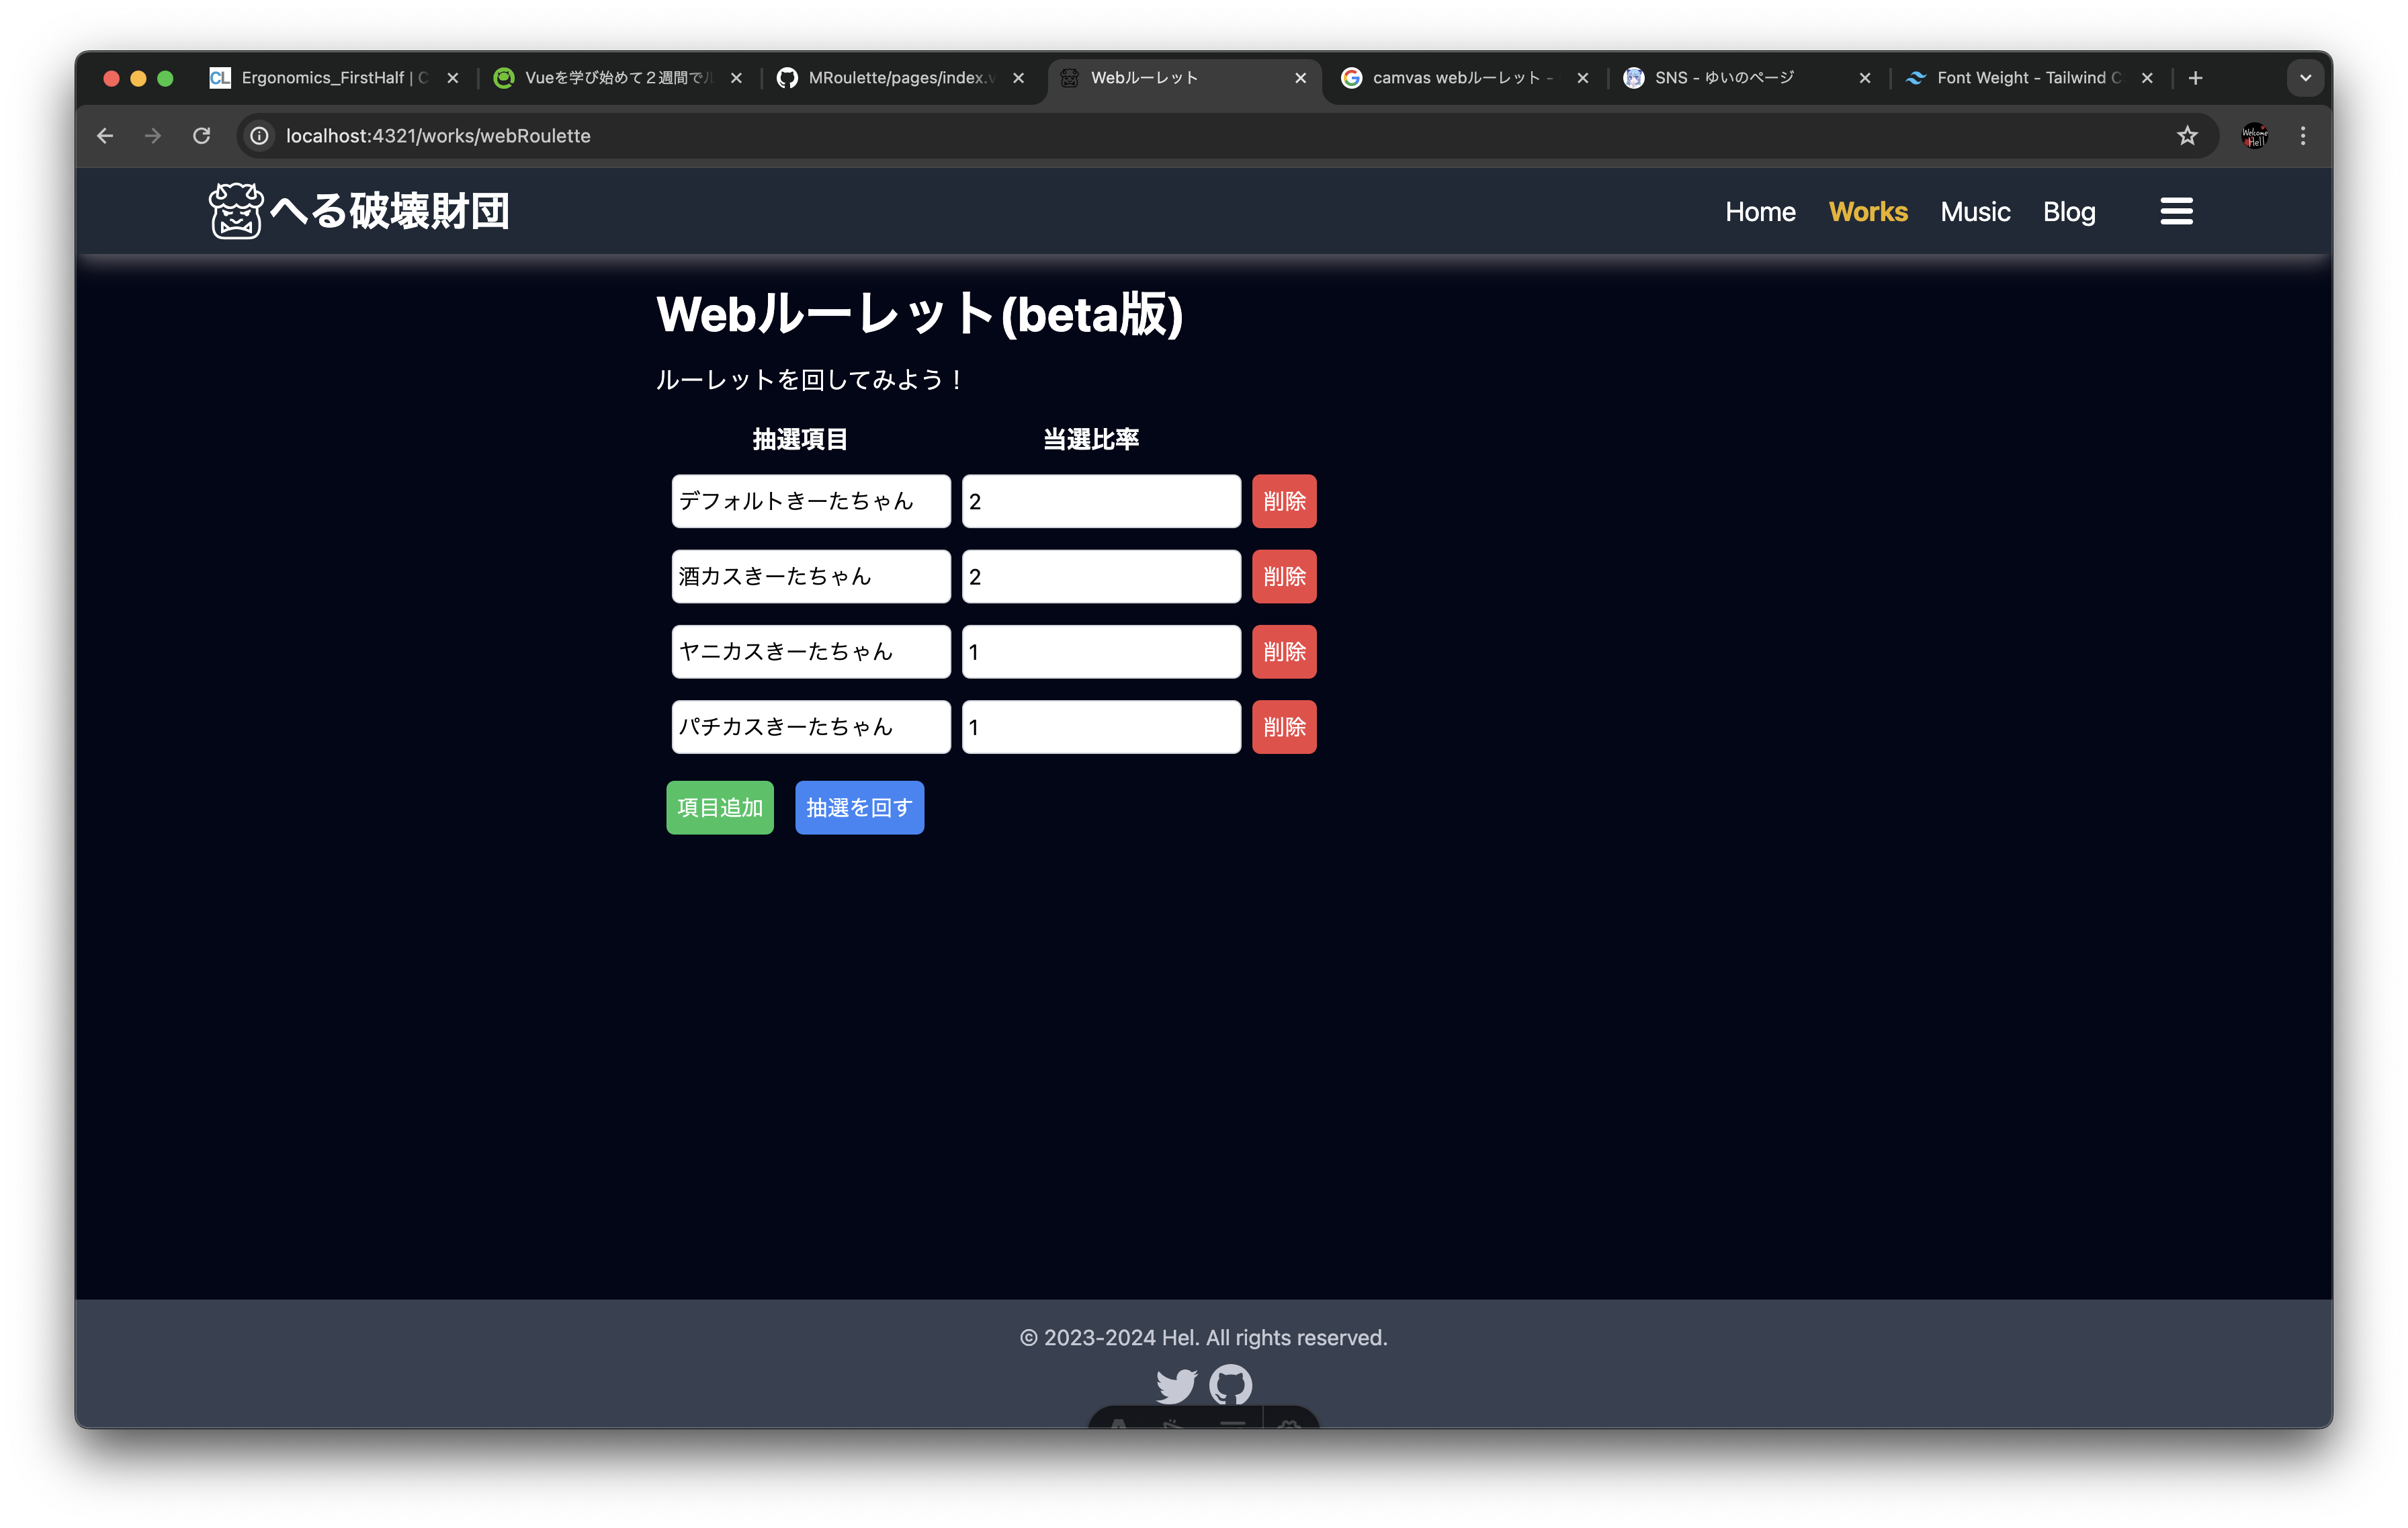 Ergonomics_FirstHalf | C
Vueを学び始めて２週間で
MRoulette/pages/index.v
Webルーレット
camvas webルーレット -
SNS - ゆいのページ
Font Weight - Tailwind C
localhost:4321/works/webRoulette
Welcome
Hell
へる破壊財団
Home
Works
Music
Blog
Webルーレット(beta版)
ルーレットを回してみよう！
抽選項目 当選比率
デフォルトきーたちゃん 2 削除
酒カスきーたちゃん 2 削除
ヤニカスきーたちゃん 1 削除
パチカスきーたちゃん 1 削除
項目追加 抽選を回す
© 2023-2024 Hel. All rights reserved.